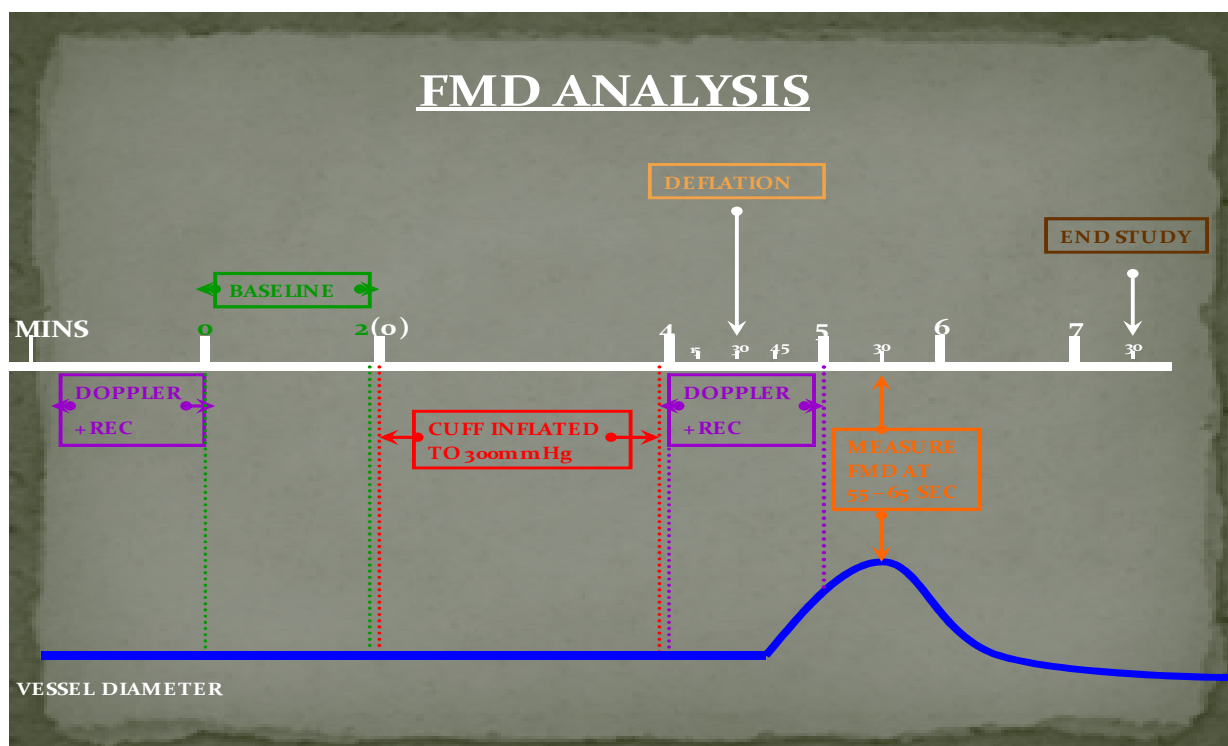 FMD ANALYSIS
DEFLATION
END STUDY
BASELINE
MINS 0 2(0) 4 15 30 45 5 30 6 7 30
DOPPLER
+REC
CUFF INFLATED
TO 300mmHg
DOPPLER
+REC
MEASURE
FMD AT
55 - 65 SEC
VESSEL DIAMETER